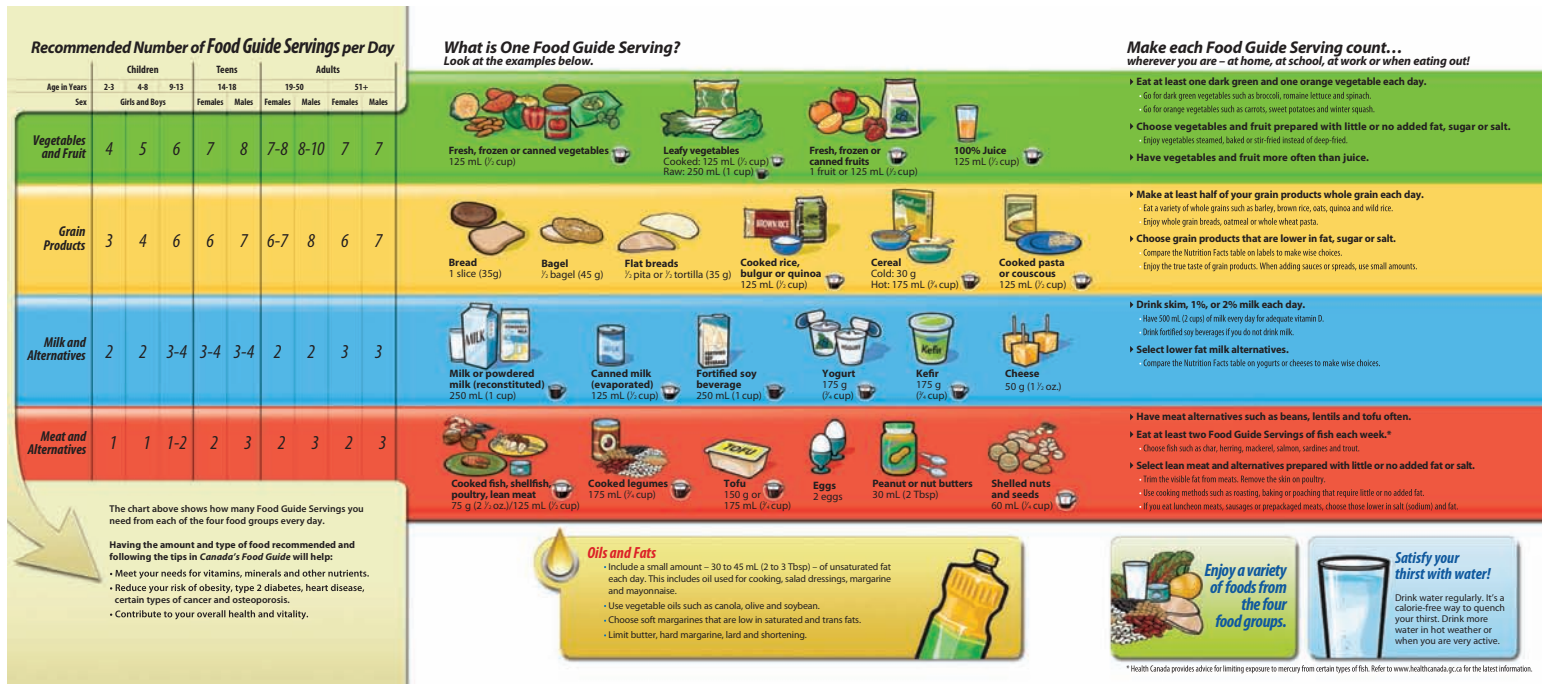 Recommended Number of Food Guide Servings per Day
Children Teens Adults
Age in Years 2-3 4-8 9-13 14-18 19-50 51+
Sex Girls and Boys Females Males Females Males Females Males
Vegetables
and Fruit
4 5 6 7 8 7-8 8-10 7 7
Grain
Products
3 4 6 6 7 6-7 8 6 7
Milk and
Alternatives
2 2 3-4 3-4 3-4 2 2 3 3
Meat and
Alternatives
1 1 1-2 2 3 2 3 2 3
The chart above shows how many Food Guide Servings you
need from each of the four food groups every day.
Having the amount and type of food recommended and
following the tips in Canada's Food Guide will help:
• Meet your needs for vitamins, minerals and other nutrients.
• Reduce your risk of obesity, type 2 diabetes, heart disease,
certain types of cancer and osteoporosis.
• Contribute to your overall health and vitality.
What is One Food Guide Serving?
Look at the examples below.
Fresh, frozen or canned vegetables
125 mL (½ cup)
Leafy vegetables
Cooked: 125 mL (½ cup)
Raw: 250 mL (1 cup)
Fresh, frozen or
canned fruits
1 fruit or 125 mL (½ cup)
100% Juice
125 mL (½ cup)
Bread
1 slice (35g)
Bagel
½ bagel (45 g)
Flat breads
½ pita or ½ tortilla (35 g)
BROWN RICE
Cooked rice,
bulgur or quinoa
125 mL (½ cup)
Cereal
Cold: 30 g
Hot: 175 mL (¾ cup)
Cooked pasta
or couscous
125 mL (½ cup)
MILK
Milk or powdered
milk (reconstituted)
250 mL (1 cup)
Canned milk
(evaporated)
125 mL (½ cup)
Fortified soy
beverage
250 mL (1 cup)
Yogurt
175 g
(¾ cup)
Kefir
Kefir
175 g
(¾ cup)
Cheese
50 g (1 ½ oz.)
Cooked fish, shellfish,
poultry, lean meat
75 g (2 ½ oz.)/125 mL (½ cup)
Cooked legumes
175 mL (¾ cup)
TOFU
Tofu
150 g or
175 mL (¾ cup)
Eggs
2 eggs
Peanut or nut butters
30 mL (2 Tbsp)
Shelled nuts
and seeds
60 mL (¼ cup)
Oils and Fats
• Include a small amount – 30 to 45 mL (2 to 3 Tbsp) – of unsaturated fat
each day. This includes oil used for cooking, salad dressings, margarine
and mayonnaise.
• Use vegetable oils such as canola, olive and soybean.
• Choose soft margarines that are low in saturated and trans fats.
• Limit butter, hard margarine, lard and shortening.
Make each Food Guide Serving count…
wherever you are – at home, at school, at work or when eating out!
Eat at least one dark green and one orange vegetable each day.
• Go for dark green vegetables such as broccoli, romaine lettuce and spinach.
• Go for orange vegetables such as carrots, sweet potatoes and winter squash.
Choose vegetables and fruit prepared with little or no added fat, sugar or salt.
• Enjoy vegetables steamed, baked or stir-fried instead of deep-fried.
Have vegetables and fruit more often than juice.
Make at least half of your grain products whole grain each day.
• Eat a variety of whole grains such as barley, brown rice, oats, quinoa and wild rice.
• Enjoy whole grain breads, oatmeal or whole wheat pasta.
Choose grain products that are lower in fat, sugar or salt.
• Compare the Nutrition Facts table on labels to make wise choices.
• Enjoy the true taste of grain products. When adding sauces or spreads, use small amounts.
Drink skim, 1%, or 2% milk each day.
• Have 500 mL (2 cups) of milk every day for adequate vitamin D.
• Drink fortified soy beverages if you do not drink milk.
Select lower fat milk alternatives.
• Compare the Nutrition Facts table on yogurts or cheeses to make wise choices.
Have meat alternatives such as beans, lentils and tofu often.
Eat at least two Food Guide Servings of fish each week.*
• Choose fish such as char, herring, mackerel, salmon, sardines and trout.
Select lean meat and alternatives prepared with little or no added fat or salt.
• Trim the visible fat from meats. Remove the skin on poultry.
• Use cooking methods such as roasting, baking or poaching that require little or no added fat.
• If you eat luncheon meats, sausages or prepackaged meats, choose those lower in salt (sodium) and fat.
Enjoy a variety
of foods from
the four
food groups.
Satisfy your
thirst with water!
Drink water regularly. It's a
calorie-free way to quench
your thirst. Drink more
water in hot weather or
when you are very active.
* Health Canada provides advice for limiting exposure to mercury from certain types of fish. Refer to www.healthcanada.gc.ca for the latest information.